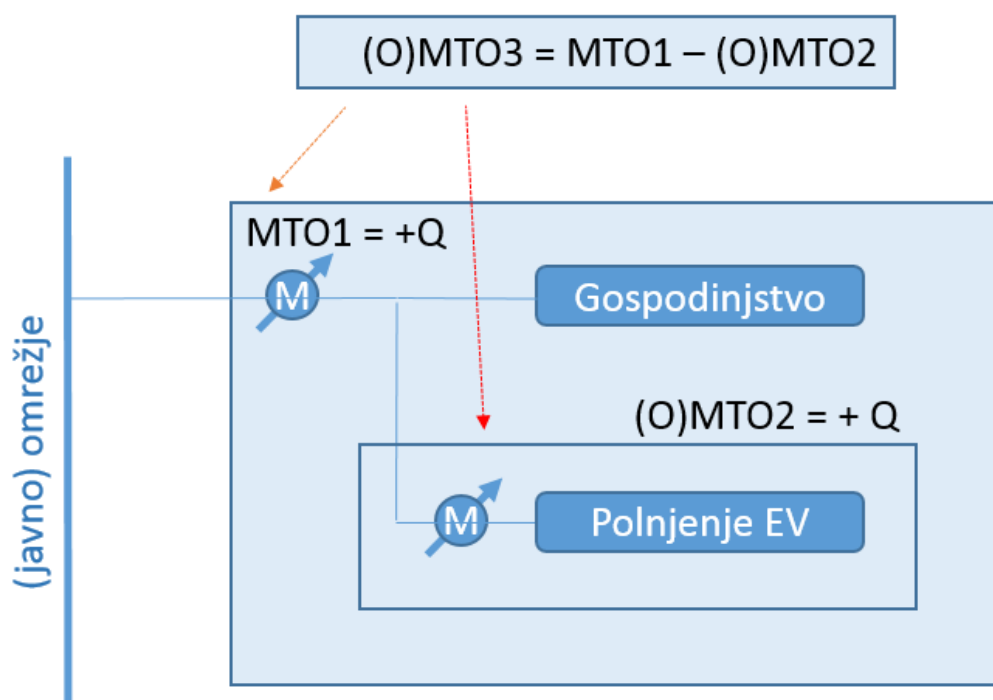 (O)MTO3 = MTO1 – (O)MTO2
MTO1 = +Q
M
Gospodinjstvo
(javno) omrežje
(O)MTO2 = + Q
M
Polnjenje EV